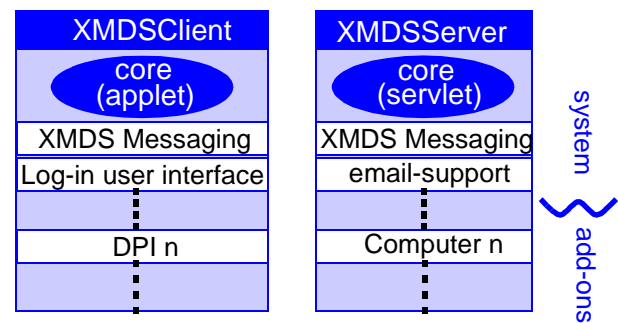 XMDSClient
core
(applet)
XMDS Messaging
Log-in user interface
DPI n
XMDSServer
core
(servlet)
XMDS Messaging
email-support
Computer n
system
add-ons